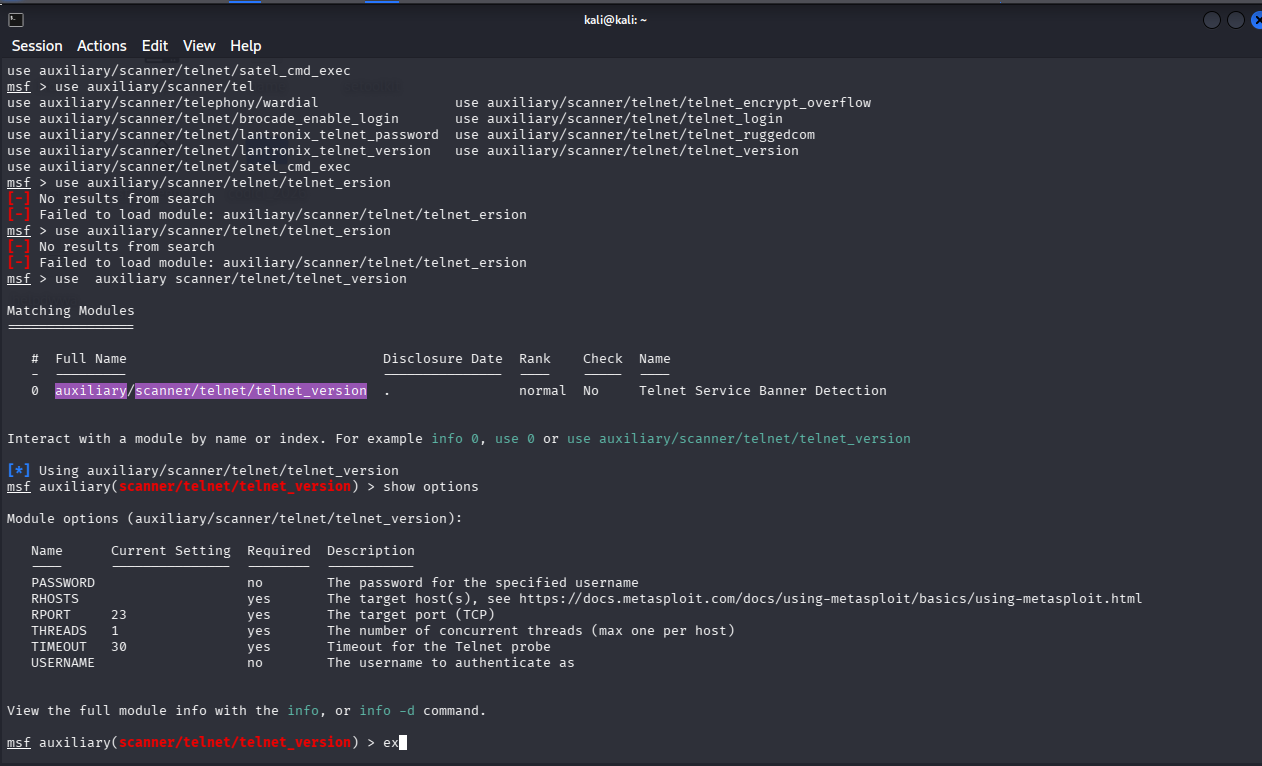 kali@kali: ~
Session Actions Edit View Help
use auxiliary/scanner/telnet/satel_cmd_exec
msf > use auxiliary/scanner/tel
use auxiliary/scanner/telephony/wardial use auxiliary/scanner/telnet/telnet_encrypt_overflow
use auxiliary/scanner/telnet/brocade_enable_login use auxiliary/scanner/telnet/telnet_login
use auxiliary/scanner/telnet/lantronix_telnet_password use auxiliary/scanner/telnet/telnet_ruggedcom
use auxiliary/scanner/telnet/lantronix_telnet_version use auxiliary/scanner/telnet/telnet_version
use auxiliary/scanner/telnet/satel_cmd_exec
msf > use auxiliary/scanner/telnet/telnet_ersion
[-] No results from search
[-] Failed to load module: auxiliary/scanner/telnet/telnet_ersion
msf > use auxiliary/scanner/telnet/telnet_ersion
[-] No results from search
[-] Failed to load module: auxiliary/scanner/telnet/telnet_ersion
msf > use  auxiliary scanner/telnet/telnet_version
Matching Modules
================
# Full Name Disclosure Date Rank Check Name
- --------- --------------- ---- ----- ----
0 auxiliary/scanner/telnet/telnet_version . normal No Telnet Service Banner Detection
Interact with a module by name or index. For example info 0, use 0 or use auxiliary/scanner/telnet/telnet_version
[*] Using auxiliary/scanner/telnet/telnet_version
msf auxiliary(scanner/telnet/telnet_version) > show options
Module options (auxiliary/scanner/telnet/telnet_version):
Name Current Setting Required Description
---- --------------- -------- -----------
PASSWORD no The password for the specified username
RHOSTS yes The target host(s), see https://docs.metasploit.com/docs/using-metasploit/basics/using-metasploit.html
RPORT 23 yes The target port (TCP)
THREADS 1 yes The number of concurrent threads (max one per host)
TIMEOUT 30 yes Timeout for the Telnet probe
USERNAME no The username to authenticate as
View the full module info with the info, or info -d command.
msf auxiliary(scanner/telnet/telnet_version) > ex